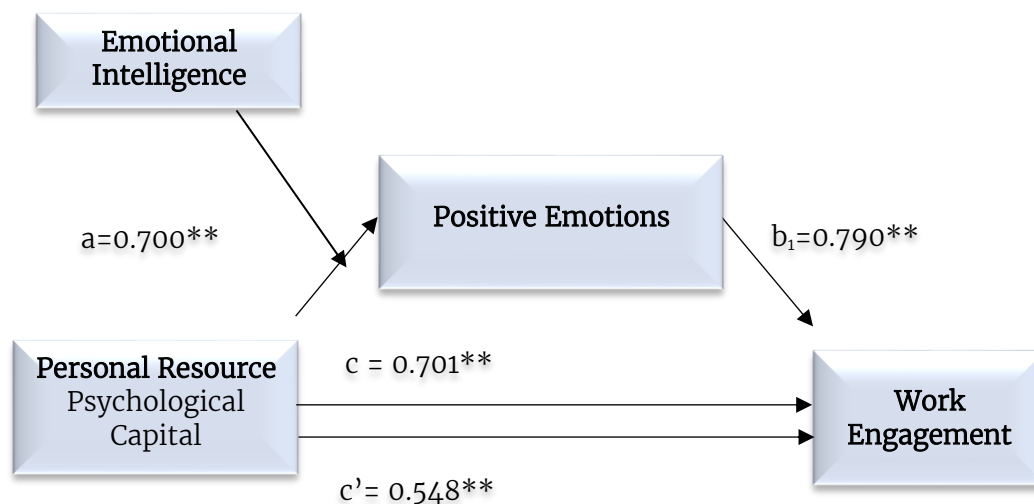 Emotional
Intelligence
Positive Emotions
a=0.700**
b₁=0.790**
Personal Resource
Psychological
Capital
c = 0.701**
Work
Engagement
c’= 0.548**